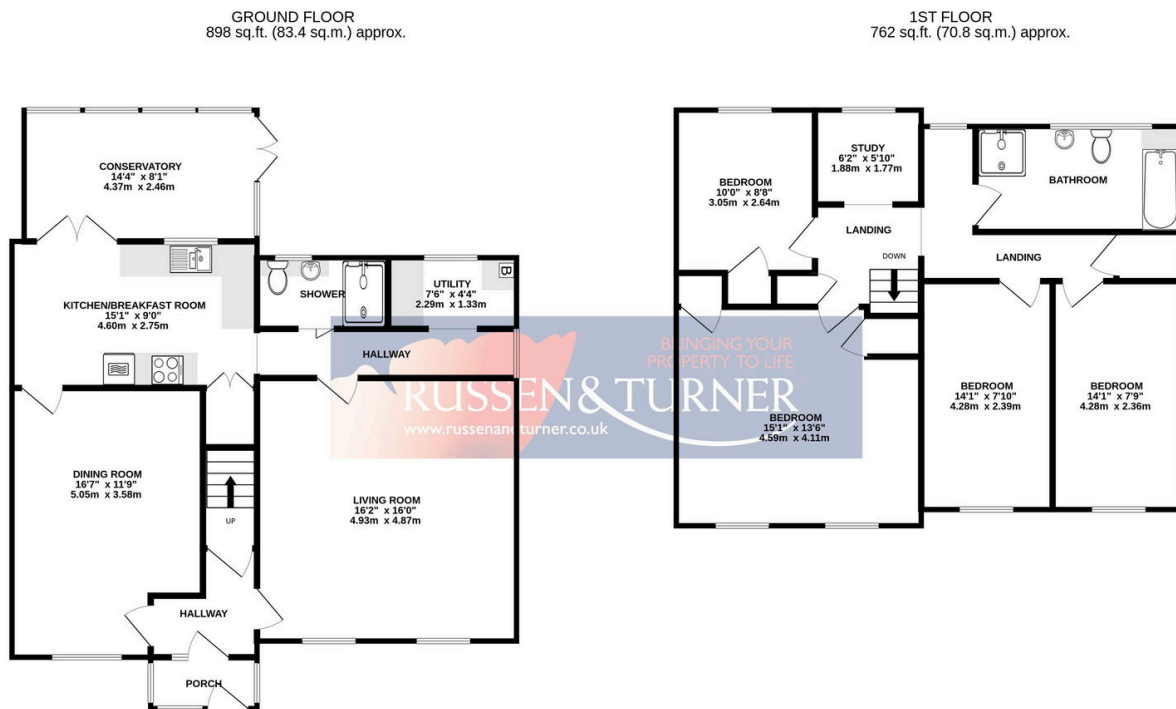 GROUND FLOOR
898 sq.ft. (83.4 sq.m.) approx.
CONSERVATORY
14'4" x 8'1"
4.37m x 2.46m
KITCHEN/BREAKFAST ROOM
15'1" x 9'0"
4.60m x 2.75m
SHOWER
UTILITY
7'6" x 4'4"
2.29m x 1.33m
B
HALLWAY
DINING ROOM
16'7" x 11'9"
5.05m x 3.58m
UP
LIVING ROOM
16'2" x 16'0"
4.93m x 4.87m
HALLWAY
PORCH
1ST FLOOR
762 sq.ft. (70.8 sq.m.) approx.
BEDROOM
10'0" x 8'8"
3.05m x 2.64m
STUDY
6'2" x 5'10"
1.88m x 1.77m
BATHROOM
LANDING
DOWN
LANDING
BEDROOM
15'1" x 13'6"
4.59m x 4.11m
BEDROOM
14'1" x 7'10"
4.28m x 2.39m
BEDROOM
14'1" x 7'9"
4.28m x 2.36m
BRINGING YOUR
PROPERTY TO LIFE
RUSSEN & TURNER
www.russenandturner.co.uk